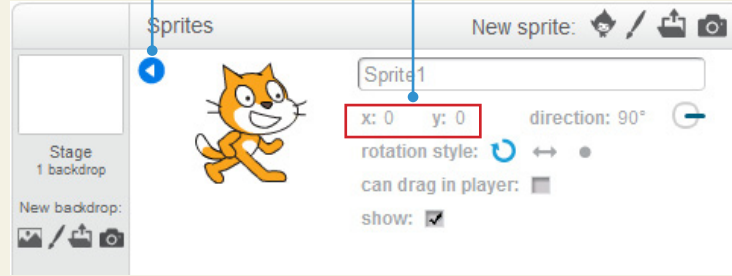 Sprites
New sprite:
Sprite1
x: 0 y: 0 direction: 90°
rotation style:
can drag in player:
show:
Stage
1 backdrop
New backdrop: